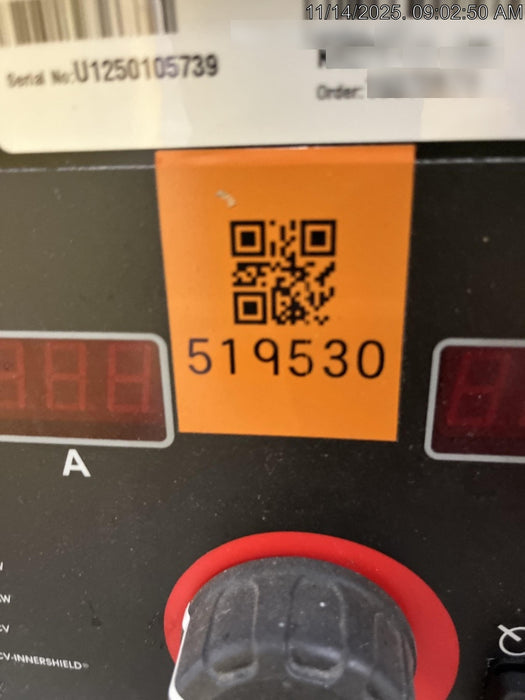 11/14/2025. 09:02:50 AM
Serial No:U1250105739
Order:
519530
A
CV-INNERSHIELD®